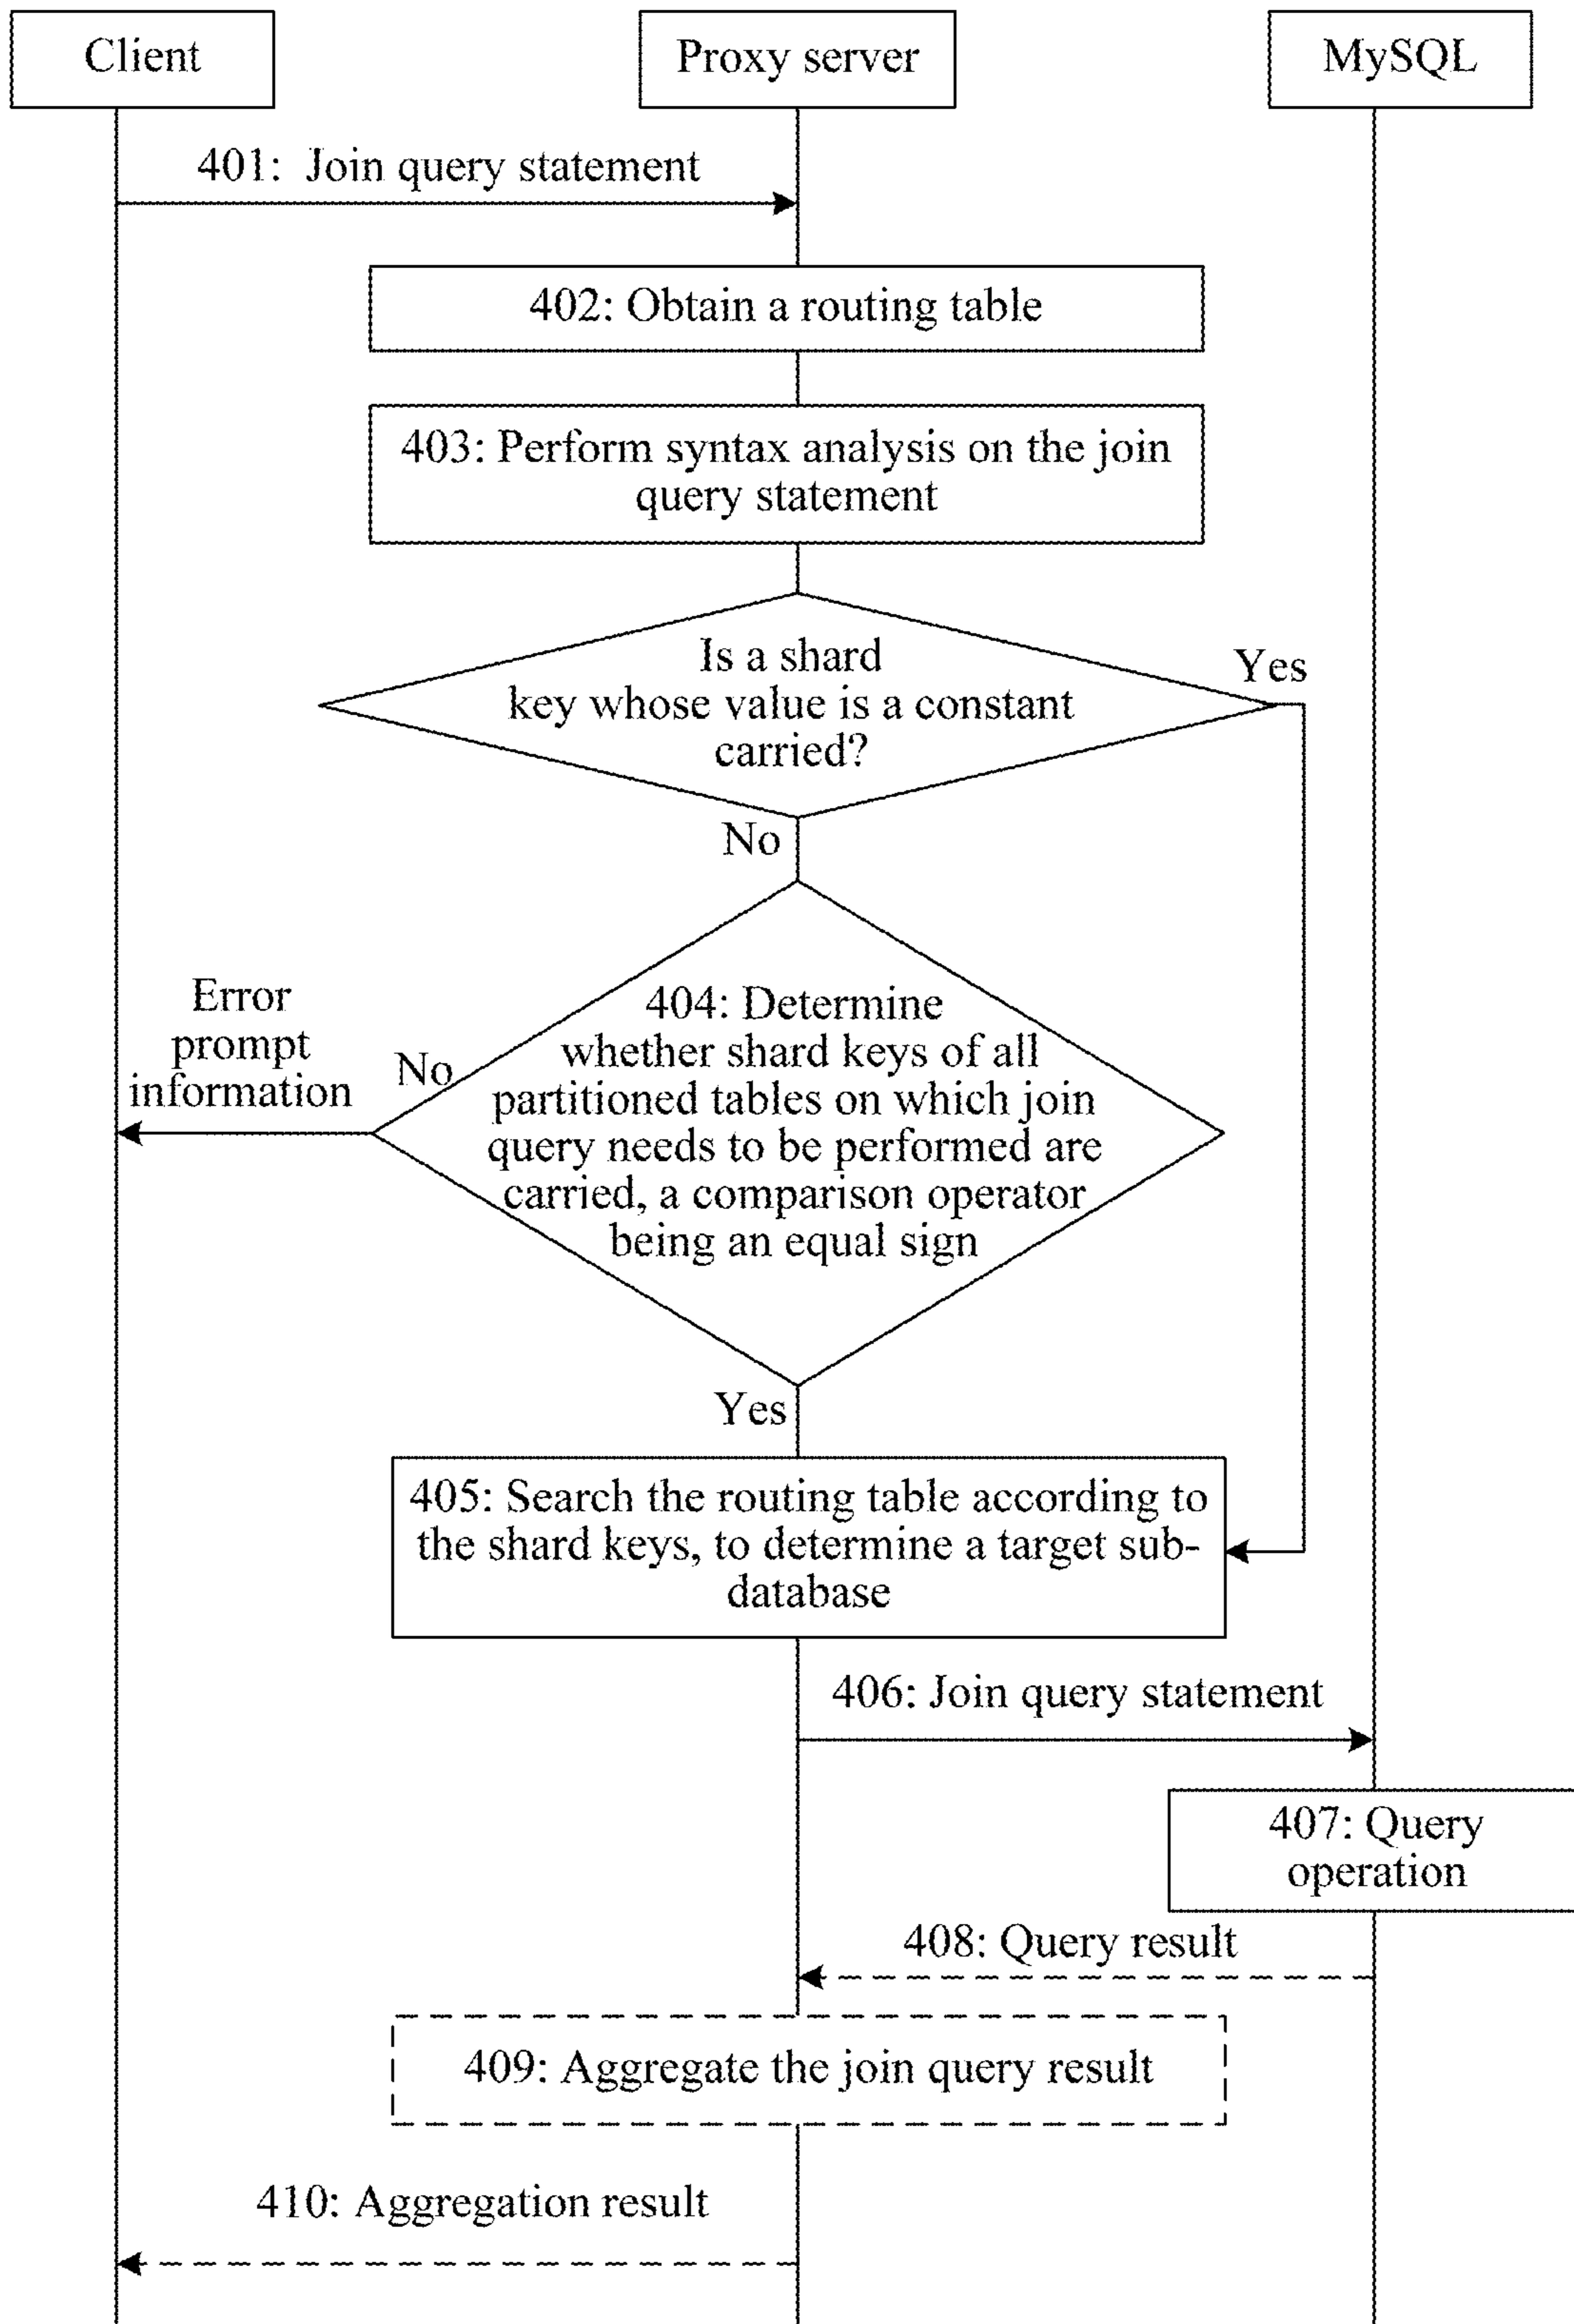 Client
Proxy server
MySQL
401: Join query statement
402: Obtain a routing table
403: Perform syntax analysis on the join
query statement
Is a shard
key whose value is a constant
carried?
Yes
No
Error
prompt
information
No
404: Determine
whether shard keys of all
partitioned tables on which join
query needs to be performed are
carried, a comparison operator
being an equal sign
Yes
405: Search the routing table according to
the shard keys, to determine a target sub-
database
406: Join query statement
407: Query
operation
408: Query result
409: Aggregate the join query result
410: Aggregation result